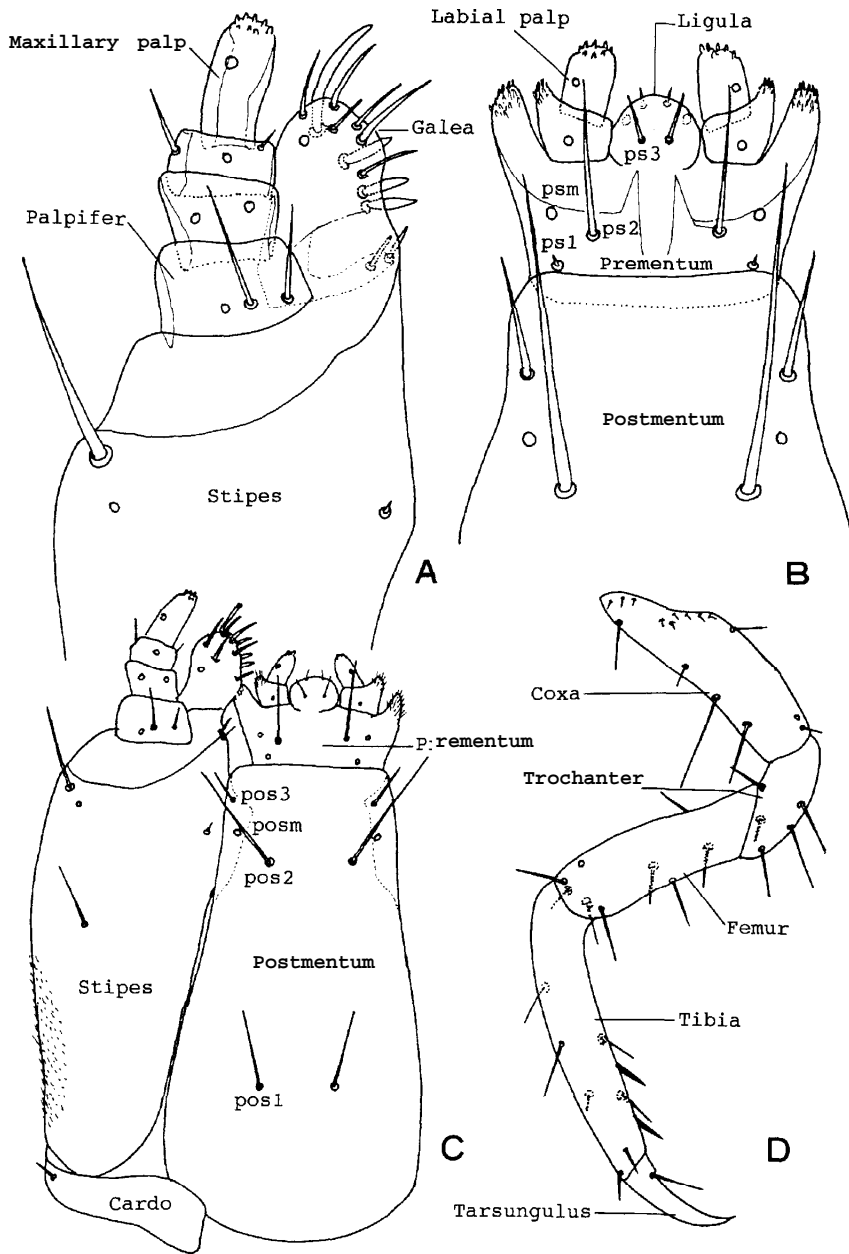 Maxillary palp
Galea
Palpifer
Stipes
A
Labial palp
Ligula
ps3
psm
ps1
ps2
Prementum
Postmentum
B
Prementum
pos3
posm
pos2
Stipes
Postmentum
pos1
Cardo
C
Coxa
Trochanter
Femur
Tibia
Tarsungulus
D